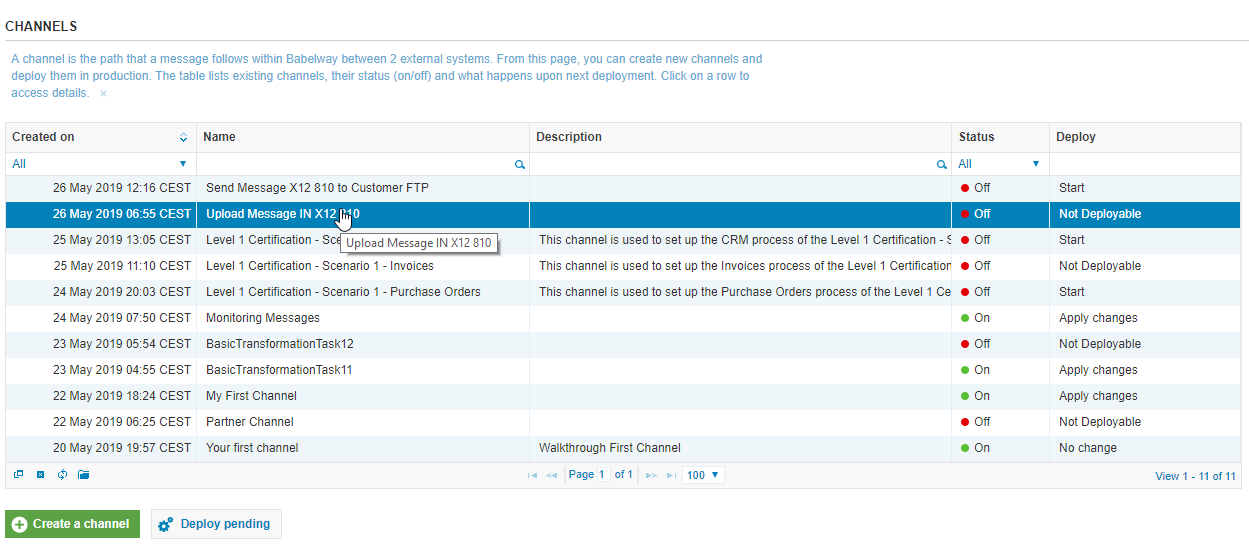 CHANNELS
A channel is the path that a message follows within Babelway between 2 external systems. From this page, you can create new channels and
deploy them in production. The table lists existing channels, their status (on/off) and what happens upon next deployment. Click on a row to
access details. ×
Created on Name Description Status Deploy
All All
26 May 2019 12:16 CEST Send Message X12 810 to Customer FTP Off Start
26 May 2019 06:55 CEST Upload Message IN X12 810 Off Not Deployable
25 May 2019 13:05 CEST Level 1 Certification - Sce This channel is used to set up the CRM process of the Level 1 Certification - S Off Start
Upload Message IN X12 810
25 May 2019 11:10 CEST Level 1 Certification - Scenario 1 - Invoices This channel is used to set up the Invoices process of the Level 1 Certification Off Not Deployable
24 May 2019 20:03 CEST Level 1 Certification - Scenario 1 - Purchase Orders This channel is used to set up the Purchase Orders process of the Level 1 Ce Off Start
24 May 2019 07:50 CEST Monitoring Messages On Apply changes
23 May 2019 05:54 CEST BasicTransformationTask12 Off Not Deployable
23 May 2019 04:55 CEST BasicTransformationTask11 On Apply changes
22 May 2019 18:24 CEST My First Channel On Apply changes
22 May 2019 06:25 CEST Partner Channel Off Not Deployable
20 May 2019 19:57 CEST Your first channel Walkthrough First Channel On No change
Page 1 of 1 100 View 1 - 11 of 11
Create a channel Deploy pending